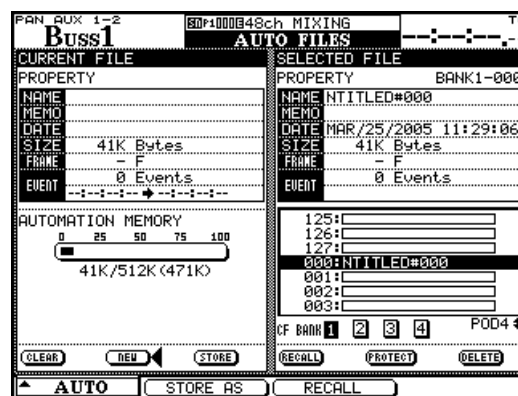 PAN AUX 1-2
Buss1
48ch MIXING
T
AUTO FILES
--:--:--.-
CURRENT FILE
PROPERTY
NAME
MEMO
DATE
SIZE 41K Bytes
FRAME - F
EVENT 0 Events
--:--:--:-- --:--:--:--
AUTOMATION MEMORY
0 25 50 75 100
41K/512K(471K)
CLEAR NEW STORE
SELECTED FILE
PROPERTY BANK1-000
NAME NTITLED#000
MEMO
DATE MAR/25/2005 11:29:06
SIZE 41K Bytes
FRAME - F
EVENT 0 Events
125:
126:
127:
000:NTITLED#000
001:
002:
003:
CF BANK 1 2 3 4 POD4
RECALL PROTECT DELETE
AUTO STORE AS RECALL